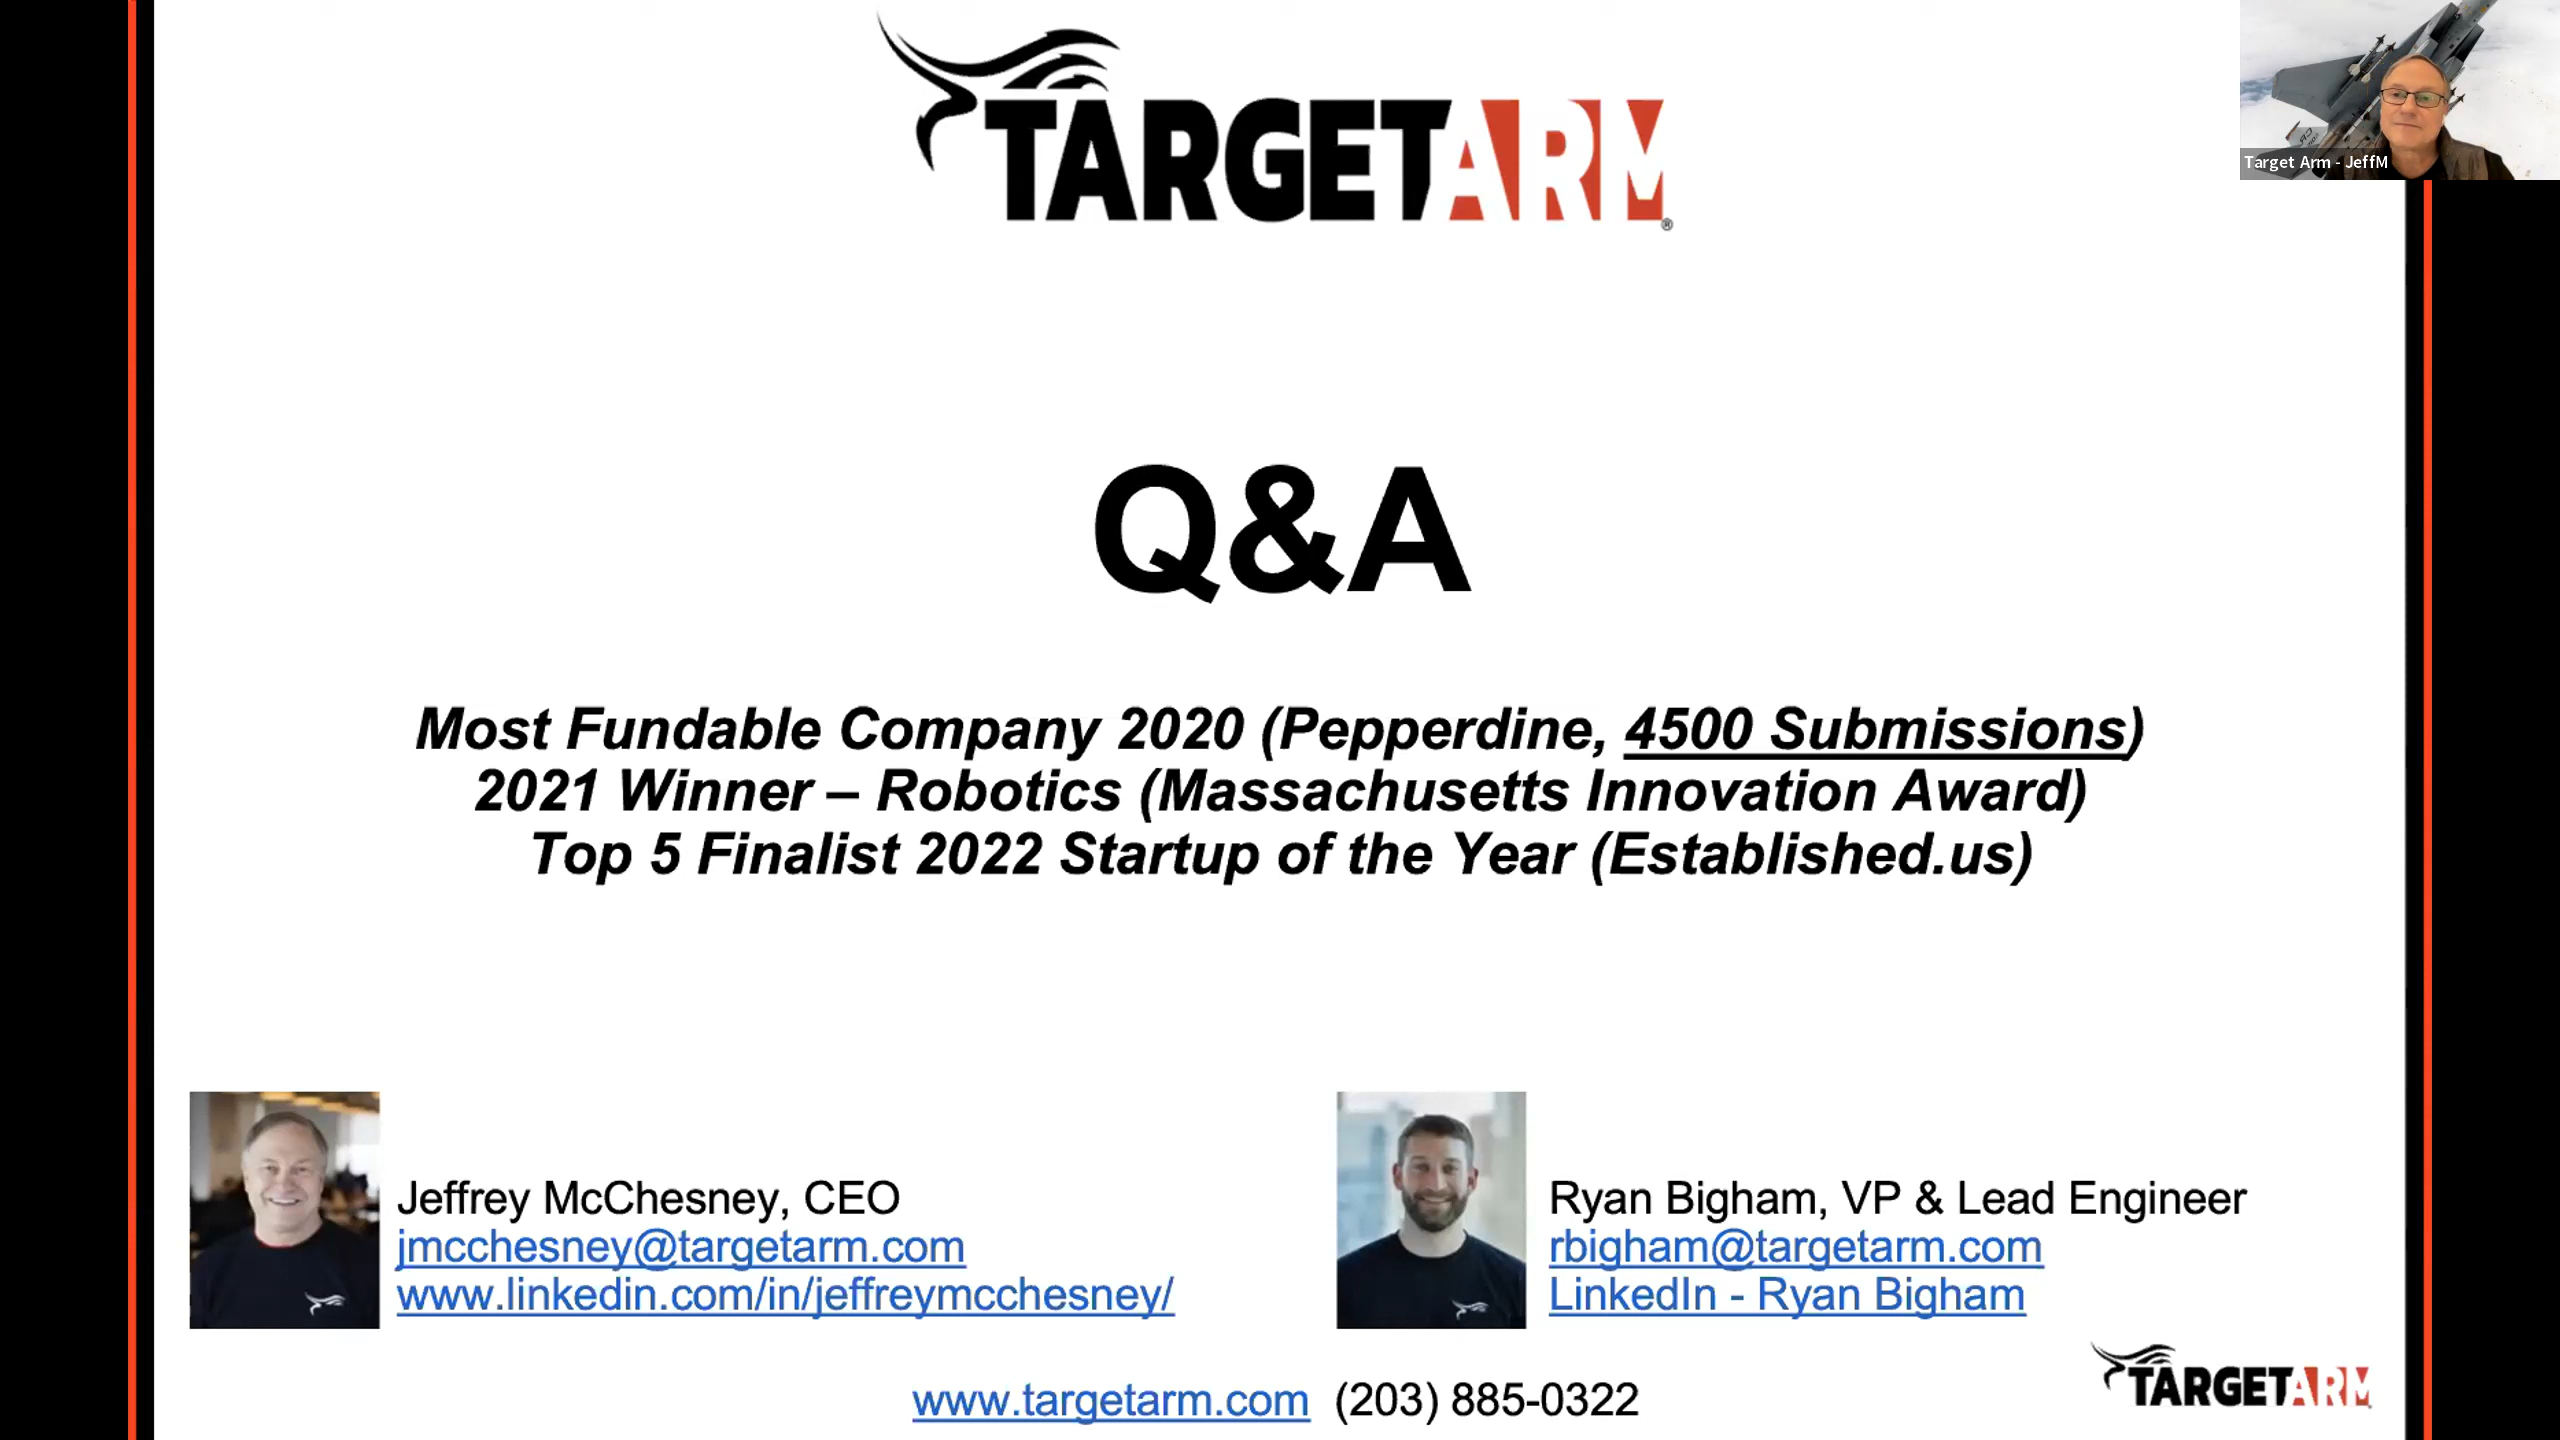 TARGETARM®
Target Arm - JeffM
Q&A
Most Fundable Company 2020 (Pepperdine, 4500 Submissions)
2021 Winner – Robotics (Massachusetts Innovation Award)
Top 5 Finalist 2022 Startup of the Year (Established.us)
Jeffrey McChesney, CEO
jmcchesney@targetarm.com
www.linkedin.com/in/jeffreymcchesney/
Ryan Bigham, VP & Lead Engineer
rbigham@targetarm.com
LinkedIn - Ryan Bigham
www.targetarm.com (203) 885-0322
TARGETARM